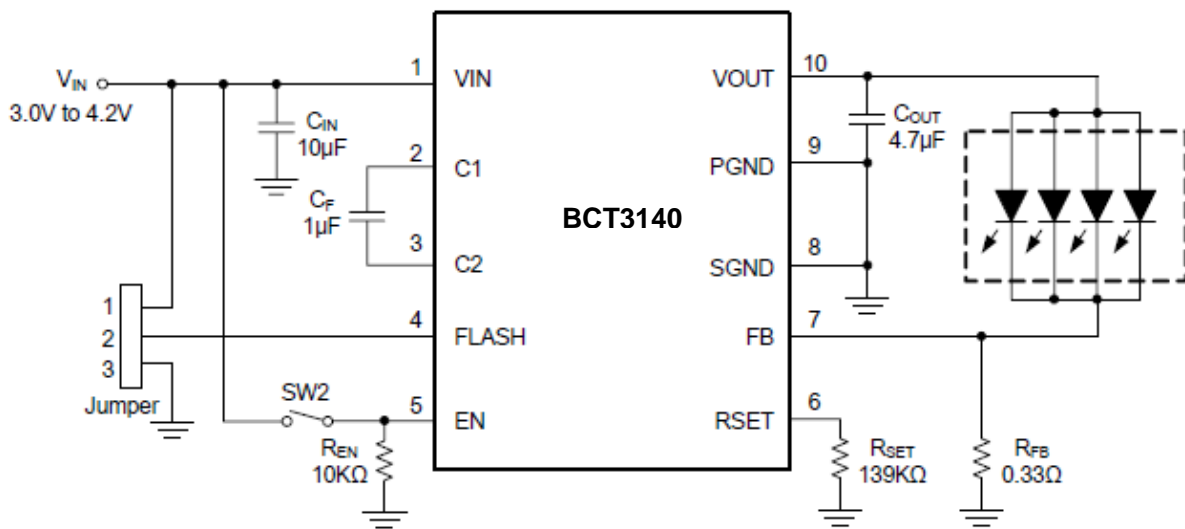 VIN
3.0V to 4.2V
CIN
10µF
CF
1µF
1
2
3
Jumper
SW2
REN
10KΩ
1
2
3
4
5
VIN
C1
C2
FLASH
EN
BCT3140
VOUT
PGND
SGND
FB
RSET
10
9
8
7
6
COUT
4.7µF
RSET
139KΩ
RFB
0.33Ω